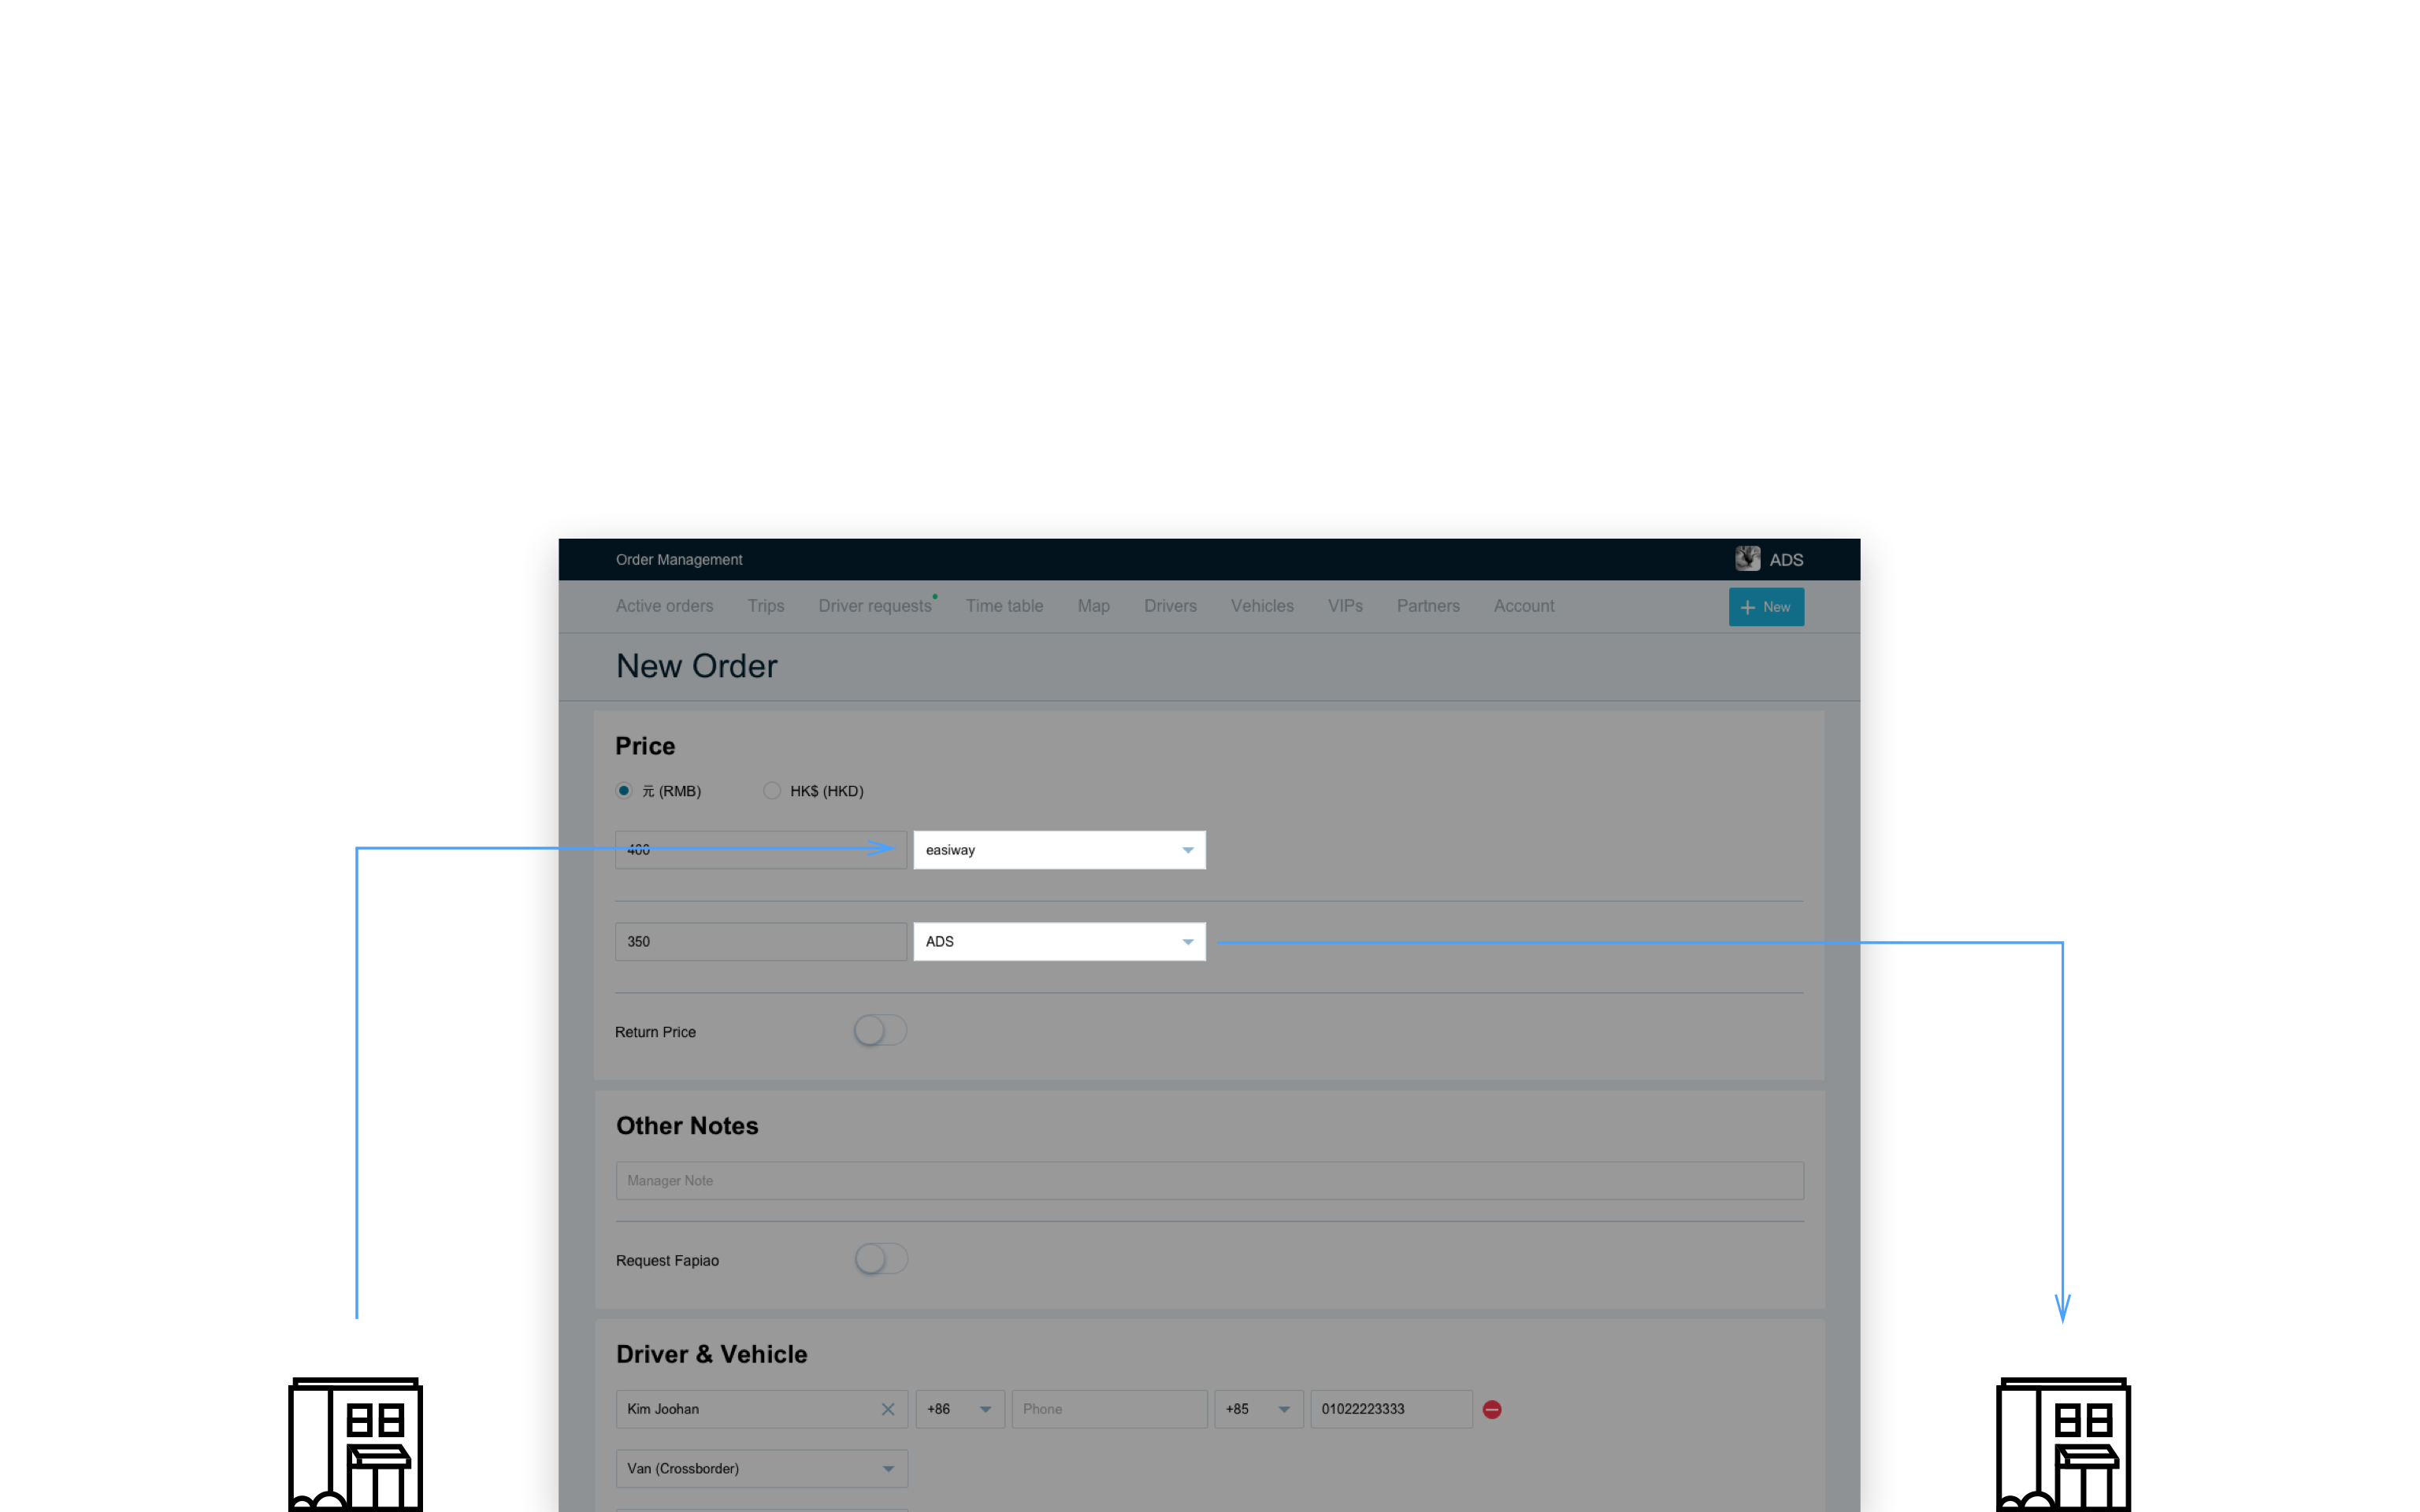 Order Management ADS
Active orders Trips Driver requests Time table Map Drivers Vehicles VIPs Partners Account + New
New Order
Price
元 (RMB) HK$ (HKD)
400 easiway
350 ADS
Return Price
Other Notes
Manager Note
Request Fapiao
Driver & Vehicle
Kim Joohan +86 Phone +85 01022223333
Van (Crossborder)